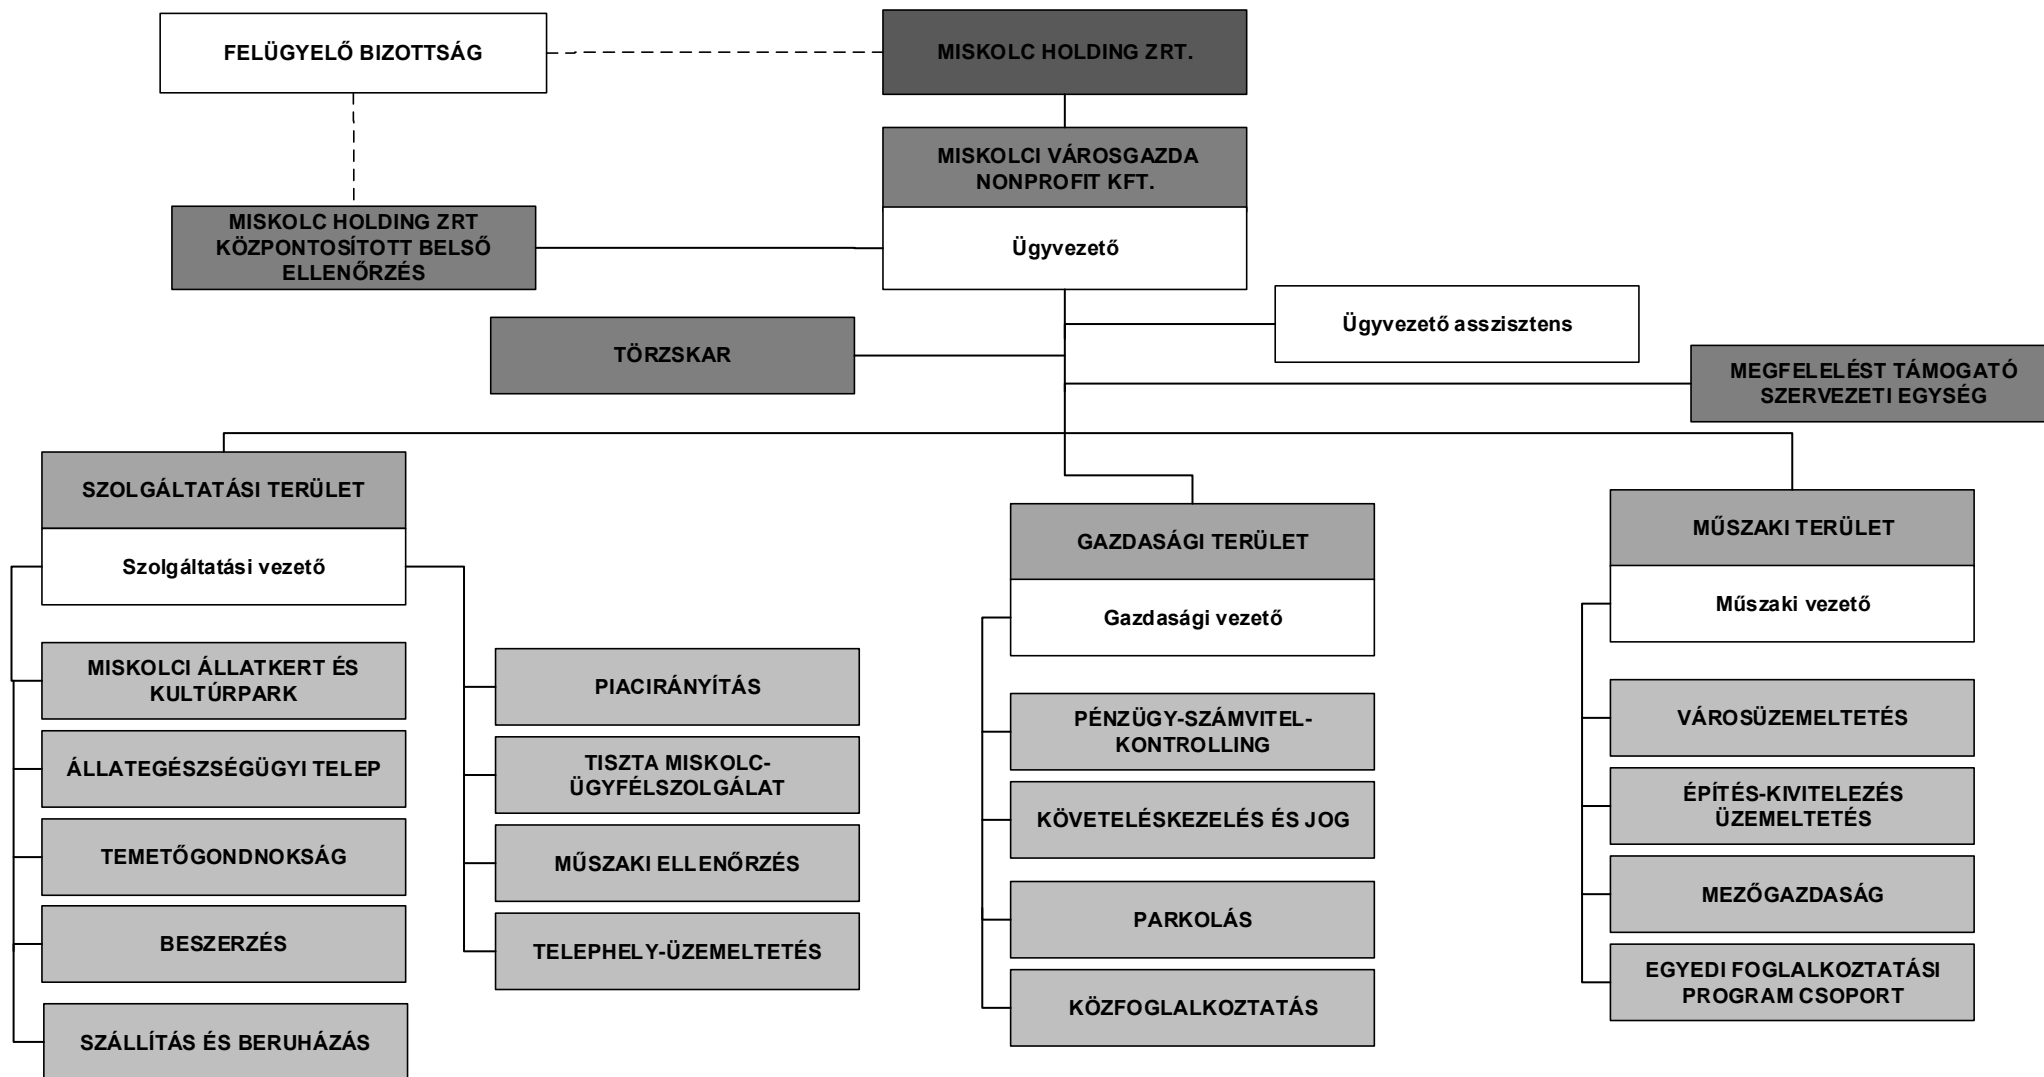 FELÜGYELŐ BIZOTTSÁG
MISKOLC HOLDING ZRT.
MISKOLCI VÁROSGAZDA
NONPROFIT KFT.
Ügyvezető
MISKOLC HOLDING ZRT
KÖZPONTOSÍTOTT BELSŐ
ELLENŐRZÉS
Ügyvezető asszisztens
TÖRZSKAR
MEGFELELÉST TÁMOGATÓ
SZERVEZETI EGYSÉG
SZOLGÁLTATÁSI TERÜLET
Szolgáltatási vezető
MISKOLCI ÁLLATKERT ÉS
KULTÚRPARK
ÁLLATEGÉSZSÉGÜGYI TELEP
TEMETŐGONDNOKSÁG
BESZERZÉS
SZÁLLÍTÁS ÉS BERUHÁZÁS
PIACIRÁNYÍTÁS
TISZTA MISKOLC-
ÜGYFÉLSZOLGÁLAT
MŰSZAKI ELLENŐRZÉS
TELEPHELY-ÜZEMELTETÉS
GAZDASÁGI TERÜLET
Gazdasági vezető
PÉNZÜGY-SZÁMVITEL-
KONTROLLING
KÖVETELÉSKEZELÉS ÉS JOG
PARKOLÁS
KÖZFOGLALKOZTATÁS
MŰSZAKI TERÜLET
Műszaki vezető
VÁROSÜZEMELTETÉS
ÉPÍTÉS-KIVITELEZÉS
ÜZEMELTETÉS
MEZŐGAZDASÁG
EGYEDI FOGLALKOZTATÁSI
PROGRAM CSOPORT